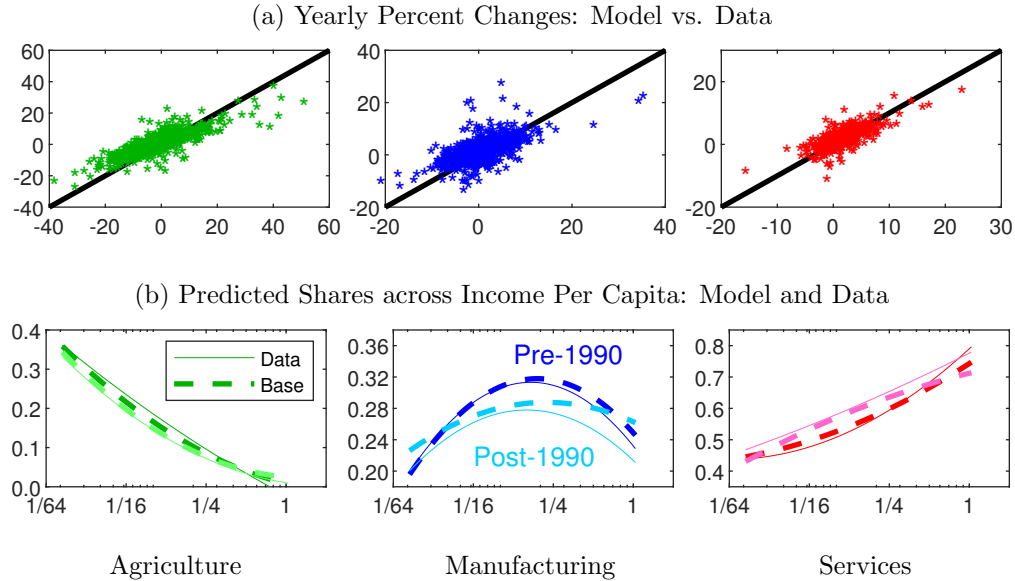 (a) Yearly Percent Changes: Model vs. Data
60
40
20
0
-20
-40
-40 -20 0 20 40 60
40
20
0
-20
-20 0 20 40
20
0
-20
-20 -10 0 10 20 30
(b) Predicted Shares across Income Per Capita: Model and Data
0.4
0.3
0.2
0.1
0.0
1/64 1/16 1/4 1
Data
Base
0.36
0.32
0.28
0.24
0.20
1/64 1/16 1/4 1
Pre-1990
Post-1990
0.8
0.7
0.6
0.5
0.4
1/64 1/16 1/4 1
Agriculture Manufacturing Services